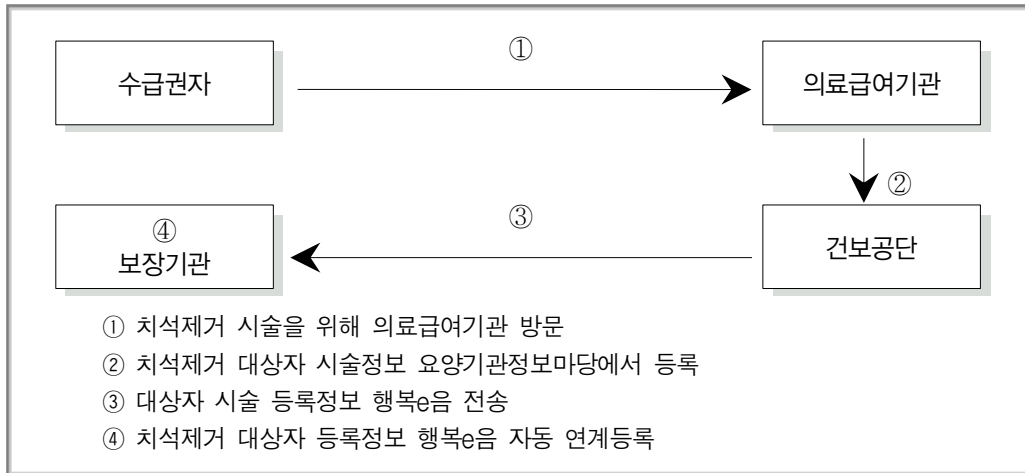 ①
수급권자
의료급여기관
②
③
④
보장기관
건보공단
① 치석제거 시술을 위해 의료급여기관 방문
② 치석제거 대상자 시술정보 요양기관정보마당에서 등록
③ 대상자 시술 등록정보 행복e음 전송
④ 치석제거 대상자 등록정보 행복e음 자동 연계등록